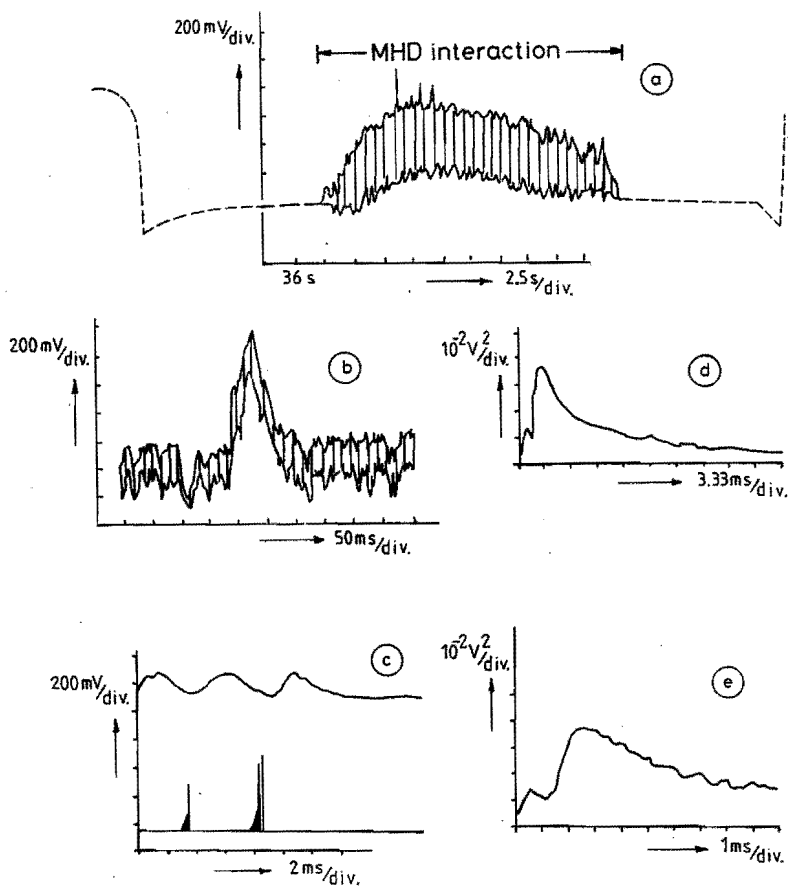 200 mV/div.
MHD interaction
a
36 s
2.5 s/div.
200 mV/div.
b
50 ms/div.
10⁻² V²/div.
d
3.33 ms/div.
200 mV/div.
c
2 ms/div.
10⁻² V²/div.
e
1 ms/div.